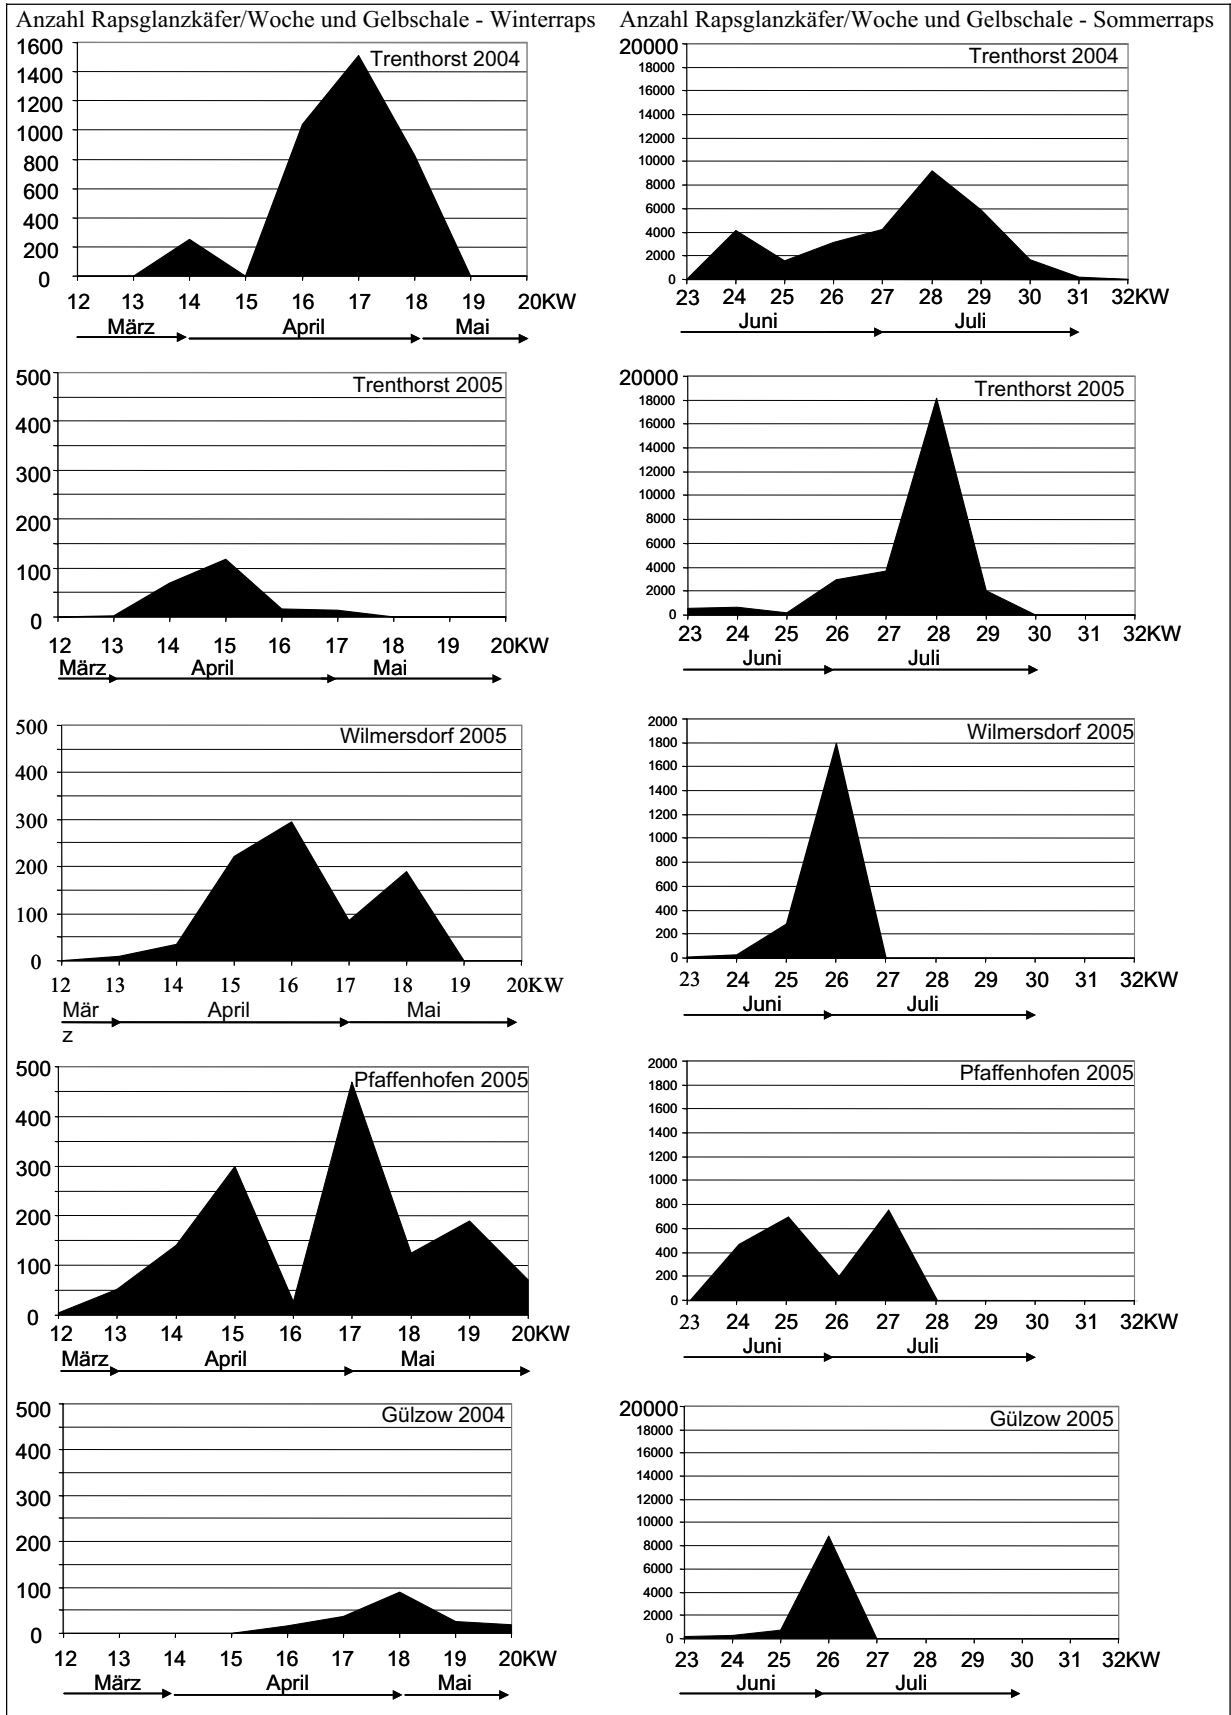 Anzahl Rapsglanzkäfer/Woche und Gelbschale - Winterraps
Trenthorst 2004
1600
1400
1200
1000
800
600
400
200
0
12 13 14 15 16 17 18 19 20KW
März April Mai
Trenthorst 2005
500
400
300
200
100
0
12 13 14 15 16 17 18 19 20KW
März April Mai
Wilmersdorf 2005
500
400
300
200
100
0
12 13 14 15 16 17 18 19 20KW
Mär April Mai
z
Pfaffenhofen 2005
500
400
300
200
100
0
12 13 14 15 16 17 18 19 20KW
März April Mai
Gülzow 2004
500
400
300
200
100
0
12 13 14 15 16 17 18 19 20KW
März April Mai
Anzahl Rapsglanzkäfer/Woche und Gelbschale - Sommerraps
Trenthorst 2004
20000
18000
16000
14000
12000
10000
8000
6000
4000
2000
0
23 24 25 26 27 28 29 30 31 32KW
Juni Juli
Trenthorst 2005
20000
18000
16000
14000
12000
10000
8000
6000
4000
2000
0
23 24 25 26 27 28 29 30 31 32KW
Juni Juli
Wilmersdorf 2005
2000
1800
1600
1400
1200
1000
800
600
400
200
0
23 24 25 26 27 28 29 30 31 32KW
Juni Juli
Pfaffenhofen 2005
2000
1800
1600
1400
1200
1000
800
600
400
200
0
23 24 25 26 27 28 29 30 31 32KW
Juni Juli
Gülzow 2005
20000
18000
16000
14000
12000
10000
8000
6000
4000
2000
0
23 24 25 26 27 28 29 30 31 32KW
Juni Juli